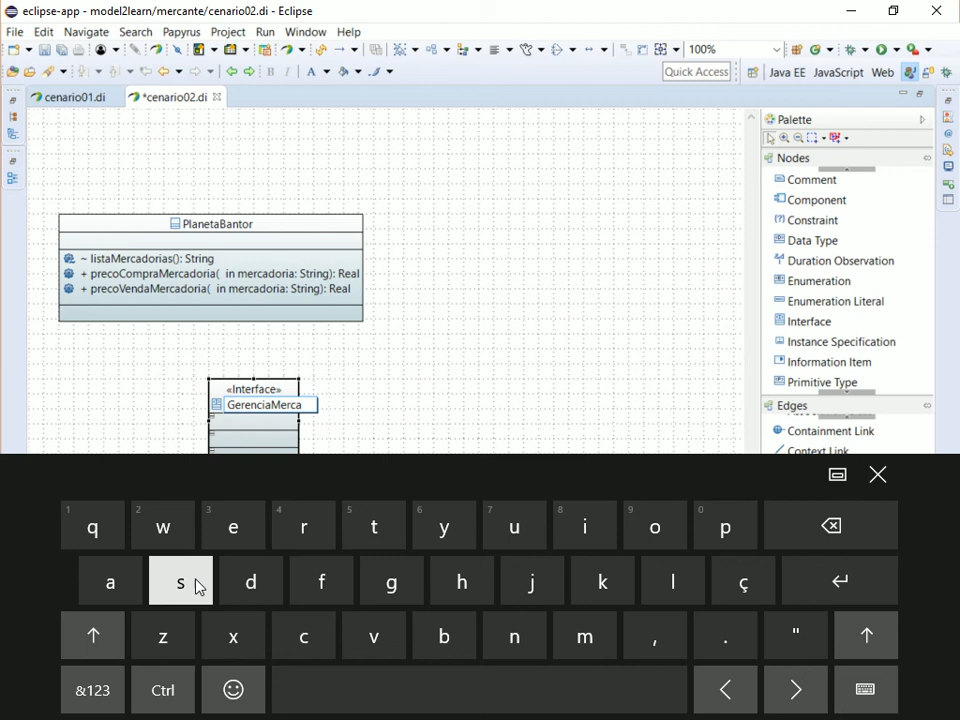 eclipse-app - model2learn/mercante/cenario02.di - Eclipse
File Edit Navigate Search Papyrus Project Run Window Help
100%
Quick Access
Java EE JavaScript Web
cenario01.di *cenario02.di
Palette
Nodes
Comment
Component
Constraint
Data Type
Duration Observation
Enumeration
Enumeration Literal
Interface
Instance Specification
Information Item
Primitive Type
Edges
Containment Link
Context Link
PlanetaBantor
~ listaMercadorias(): String
+ precoCompraMercadoria( in mercadoria: String): Real
+ precoVendaMercadoria( in mercadoria: String): Real
«Interface»
GerenciaMerca
1 q 2 w 3 e 4 r 5 t 6 y 7 u 8 i 9 o 0 p
a s d f g h j k l ç
z x c v b n m , . "
&123 Ctrl